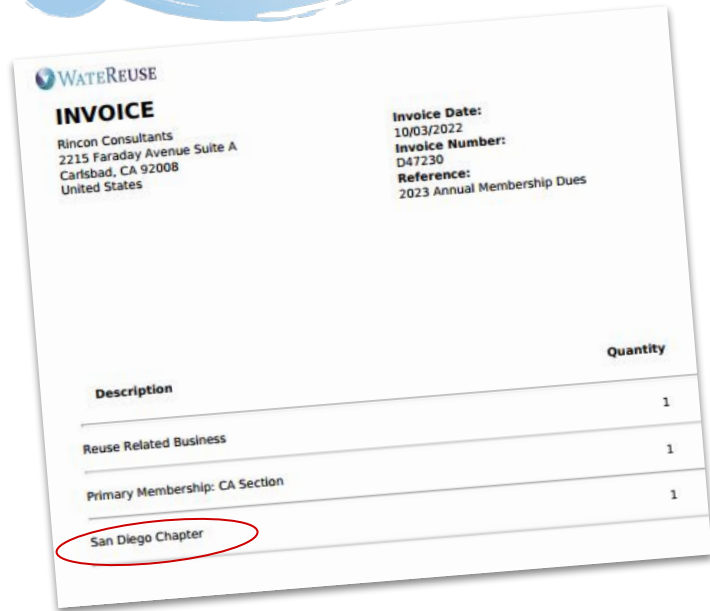 WATEREUSE
INVOICE
Rincon Consultants
2215 Faraday Avenue Suite A
Carlsbad, CA 92008
United States
Invoice Date:
10/03/2022
Invoice Number:
D47230
Reference:
2023 Annual Membership Dues
Description Quantity
Reuse Related Business 1
Primary Membership: CA Section 1
San Diego Chapter 1